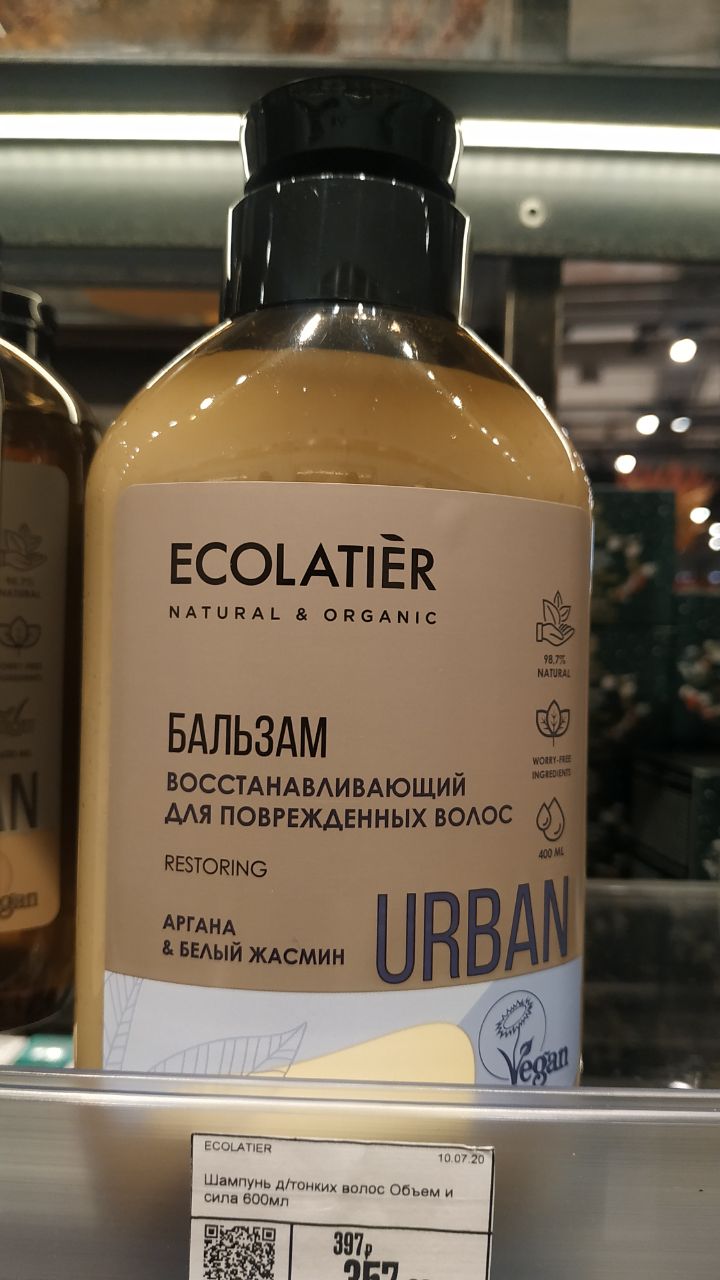 ECOLATIÈR
NATURAL & ORGANIC
98,7%
NATURAL
БАЛЬЗАМ
ВОССТАНАВЛИВАЮЩИЙ
ДЛЯ ПОВРЕЖДЕННЫХ ВОЛОС
WORRY-FREE
INGREDIENTS
RESTORING
400 ML
АРГАНА
& БЕЛЫЙ ЖАСМИН
URBAN
Vegan
ECOLATIER
10.07.20
Шампунь д/тонких волос Объем и
сила 600мл
397р
357